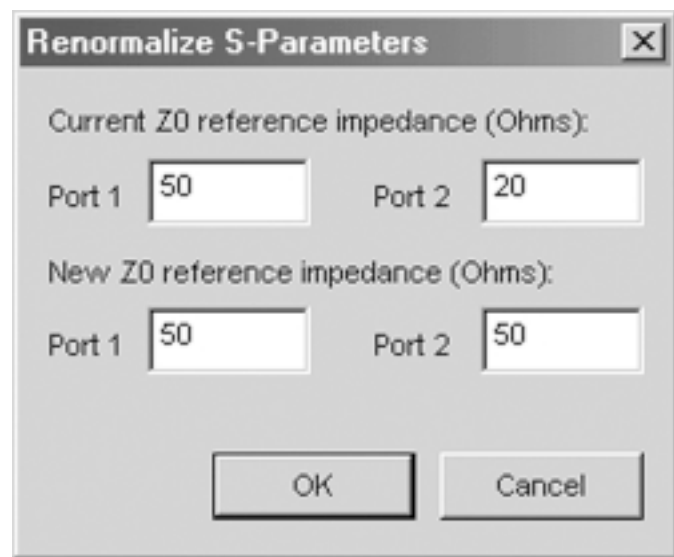 Renormalize S-Parameters
Current Z0 reference impedance (Ohms):
Port 1 50 Port 2 20
New Z0 reference impedance (Ohms):
Port 1 50 Port 2 50
OK Cancel